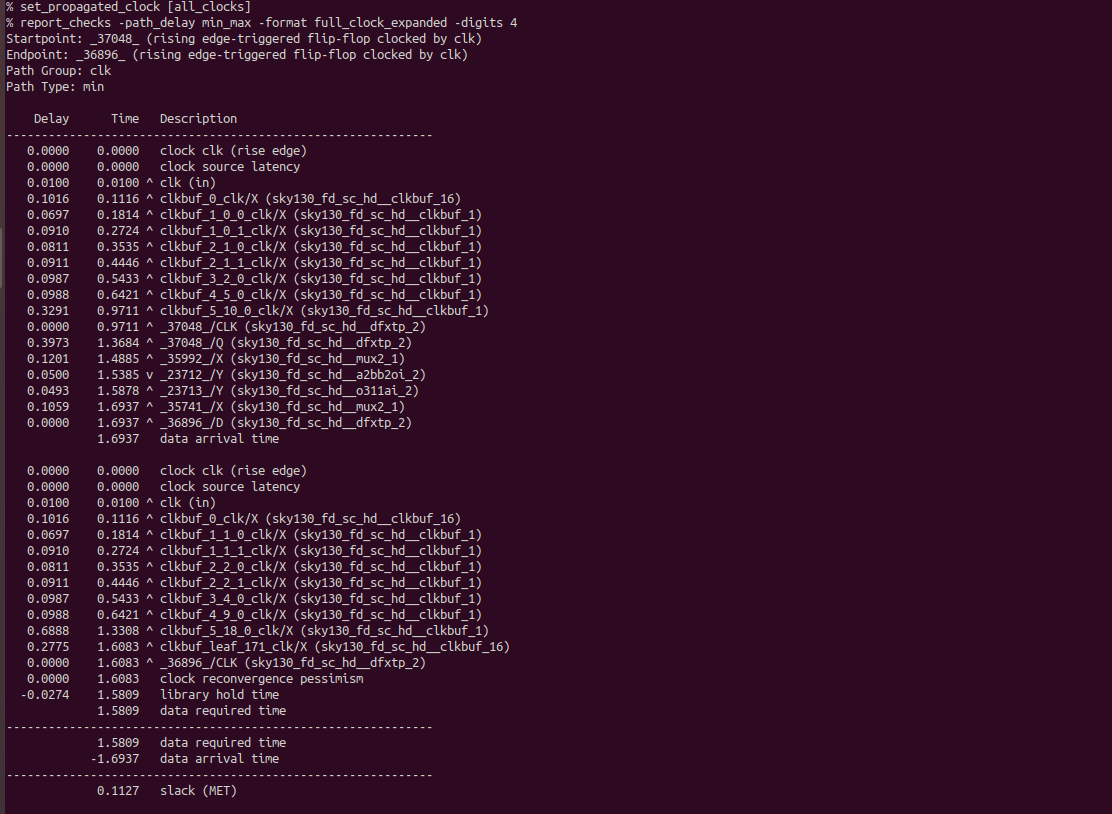 % set_propagated_clock [all_clocks]
% report_checks -path_delay min_max -format full_clock_expanded -digits 4
Startpoint: _37048_ (rising edge-triggered flip-flop clocked by clk)
Endpoint: _36896_ (rising edge-triggered flip-flop clocked by clk)
Path Group: clk
Path Type: min
Delay Time Description
-------------------------------------------------------------
0.0000 0.0000 clock clk (rise edge)
0.0000 0.0000 clock source latency
0.0100 0.0100 ^ clk (in)
0.1016 0.1116 ^ clkbuf_0_clk/X (sky130_fd_sc_hd__clkbuf_16)
0.0697 0.1814 ^ clkbuf_1_0_0_clk/X (sky130_fd_sc_hd__clkbuf_1)
0.0910 0.2724 ^ clkbuf_1_0_1_clk/X (sky130_fd_sc_hd__clkbuf_1)
0.0811 0.3535 ^ clkbuf_2_1_0_clk/X (sky130_fd_sc_hd__clkbuf_1)
0.0911 0.4446 ^ clkbuf_2_1_1_clk/X (sky130_fd_sc_hd__clkbuf_1)
0.0987 0.5433 ^ clkbuf_3_2_0_clk/X (sky130_fd_sc_hd__clkbuf_1)
0.0988 0.6421 ^ clkbuf_4_5_0_clk/X (sky130_fd_sc_hd__clkbuf_1)
0.3291 0.9711 ^ clkbuf_5_10_0_clk/X (sky130_fd_sc_hd__clkbuf_1)
0.0000 0.9711 ^ _37048_/CLK (sky130_fd_sc_hd__dfxtp_2)
0.3973 1.3684 ^ _37048_/Q (sky130_fd_sc_hd__dfxtp_2)
0.1201 1.4885 ^ _35992_/X (sky130_fd_sc_hd__mux2_1)
0.0500 1.5385 v _23712_/Y (sky130_fd_sc_hd__a2bb2oi_2)
0.0493 1.5878 ^ _23713_/Y (sky130_fd_sc_hd__o311ai_2)
0.1059 1.6937 ^ _35741_/X (sky130_fd_sc_hd__mux2_1)
0.0000 1.6937 ^ _36896_/D (sky130_fd_sc_hd__dfxtp_2)
1.6937 data arrival time
0.0000 0.0000 clock clk (rise edge)
0.0000 0.0000 clock source latency
0.0100 0.0100 ^ clk (in)
0.1016 0.1116 ^ clkbuf_0_clk/X (sky130_fd_sc_hd__clkbuf_16)
0.0697 0.1814 ^ clkbuf_1_1_0_clk/X (sky130_fd_sc_hd__clkbuf_1)
0.0910 0.2724 ^ clkbuf_1_1_1_clk/X (sky130_fd_sc_hd__clkbuf_1)
0.0811 0.3535 ^ clkbuf_2_2_0_clk/X (sky130_fd_sc_hd__clkbuf_1)
0.0911 0.4446 ^ clkbuf_2_2_1_clk/X (sky130_fd_sc_hd__clkbuf_1)
0.0987 0.5433 ^ clkbuf_3_4_0_clk/X (sky130_fd_sc_hd__clkbuf_1)
0.0988 0.6421 ^ clkbuf_4_9_0_clk/X (sky130_fd_sc_hd__clkbuf_1)
0.6888 1.3308 ^ clkbuf_5_18_0_clk/X (sky130_fd_sc_hd__clkbuf_1)
0.2775 1.6083 ^ clkbuf_leaf_171_clk/X (sky130_fd_sc_hd__clkbuf_16)
0.0000 1.6083 ^ _36896_/CLK (sky130_fd_sc_hd__dfxtp_2)
0.0000 1.6083 clock reconvergence pessimism
-0.0274 1.5809 library hold time
1.5809 data required time
-------------------------------------------------------------
1.5809 data required time
-1.6937 data arrival time
-------------------------------------------------------------
0.1127 slack (MET)